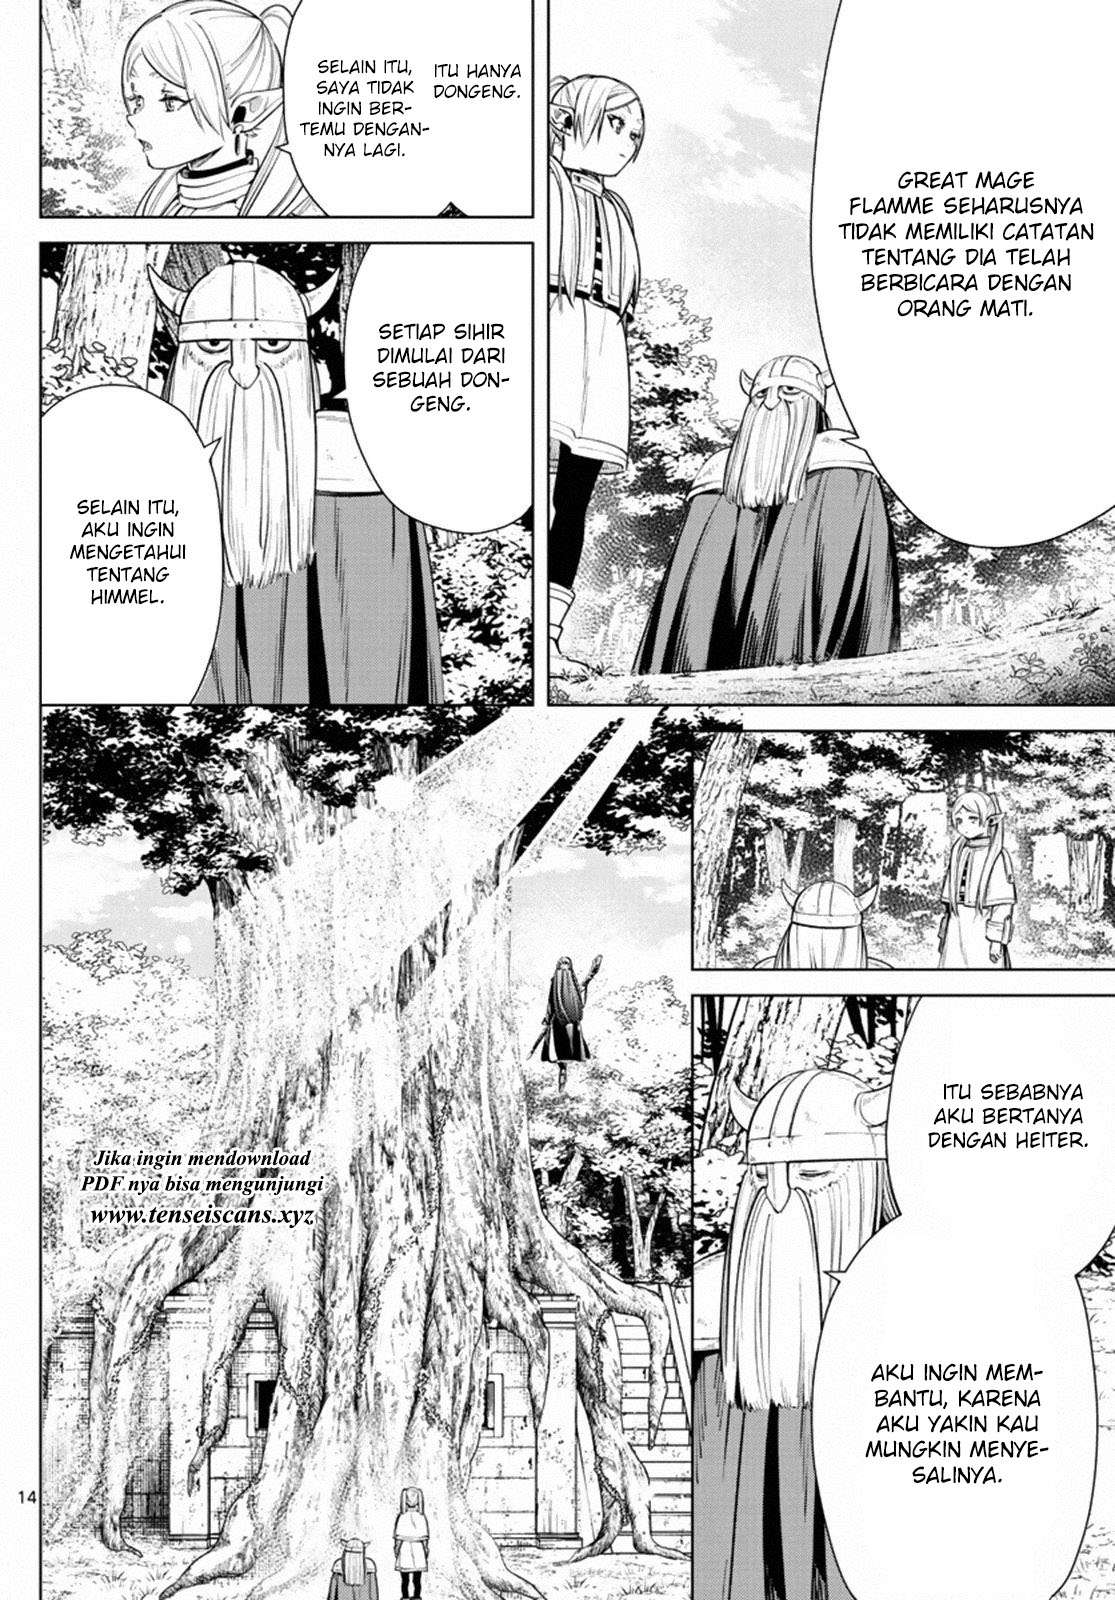 GREAT MAGE
FLAMME SEHARUSNYA
TIDAK MEMILIKI CATATAN
TENTANG DIA TELAH
BERBICARA DENGAN
ORANG MATI.
ITU HANYA
DONGENG.
SELAIN ITU,
SAYA TIDAK
INGIN BER-
TEMU DENGAN-
NYA LAGI.
SETIAP SIHIR
DIMULAI DARI
SEBUAH DON-
GENG.
SELAIN ITU,
AKU INGIN
MENGETAHUI
TENTANG
HIMMEL.
ITU SEBABNYA
AKU BERTANYA
DENGAN HEITER.
AKU INGIN MEM-
BANTU, KARENA
AKU YAKIN KAU
MUNGKIN MENYE-
SALINYA.
Jika ingin mendownload
PDF nya bisa mengunjungi
www.tenseiscans.xyz
14